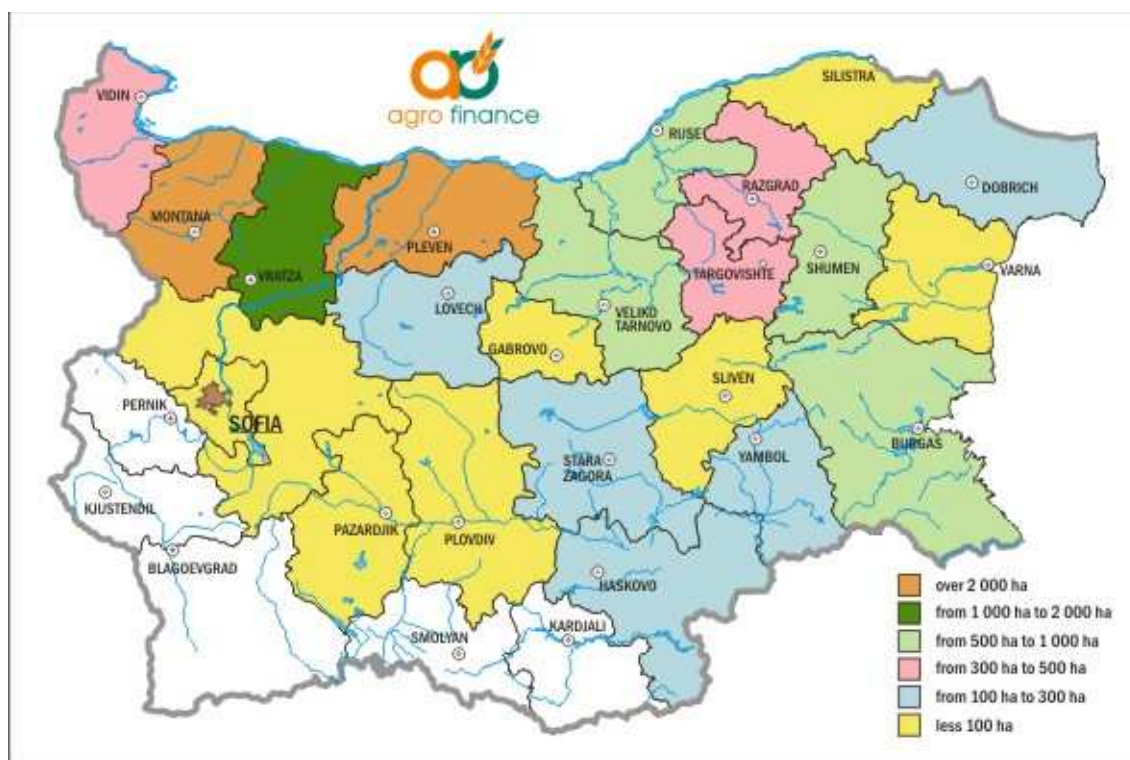 agro finance
VIDIN
SILISTRA
RUSE
DOBRICH
RAZGRAD
MONTANA
PLEVEN
VRATZA
TARGOVISHTE
SHUMEN
VARNA
LOVECH
VELIKO
TARNOVO
GABROVO
SLIVEN
PERNIK
SOFIA
BURGAS
YAMBOL
STARA
ZAGORA
KJUSTENDIL
PAZARDJIK
PLOVDIV
BLAGOEVGRAD
HASKOVO
SMOLYAN
KARDJALI
over 2 000 ha
from 1 000 ha to 2 000 ha
from 500 ha to 1 000 ha
from 300 ha to 500 ha
from 100 ha to 300 ha
less 100 ha